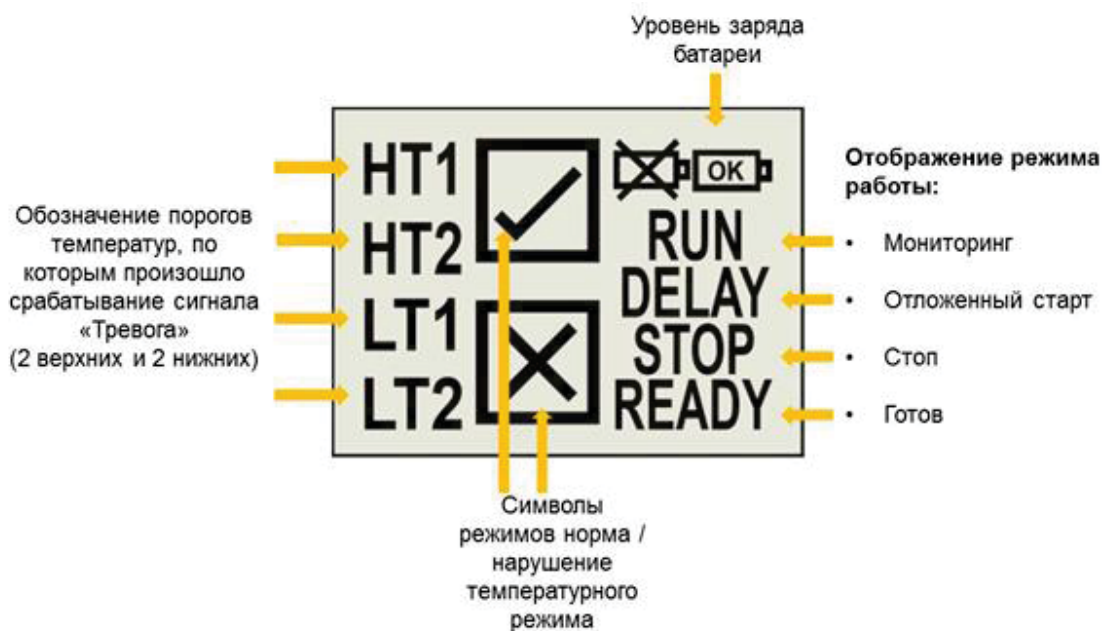 Уровень заряда
батареи
HT1
HT2
LT1
LT2
OK
RUN
DELAY
STOP
READY
Обозначение порогов
температур, по
которым произошло
срабатывание сигнала
«Тревога»
(2 верхних и 2 нижних)
Отображение режима
работы:
• Мониторинг
• Отложенный старт
• Стоп
• Готов
Символы
режимов норма /
нарушение
температурного
режима